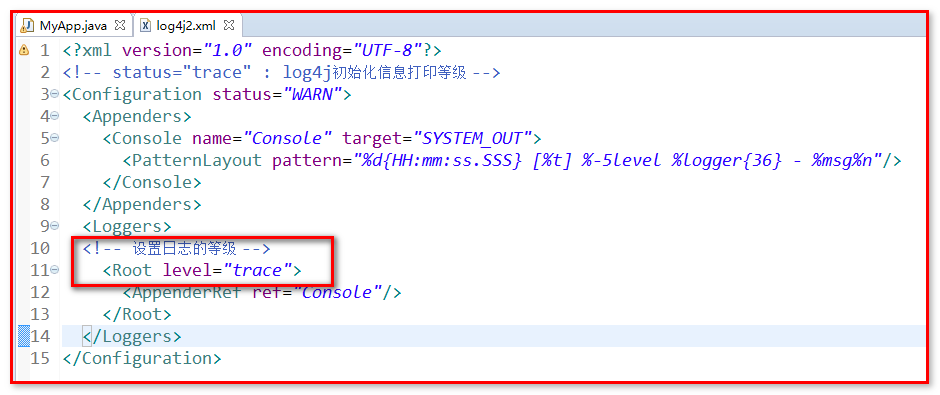 MyApp.java log4j2.xml
1 <?xml version="1.0" encoding="UTF-8"?>
2 <!-- status="trace" : log4j初始化信息打印等级 -->
3 <Configuration status="WARN">
4 <Appenders>
5 <Console name="Console" target="SYSTEM_OUT">
6 <PatternLayout pattern="%d{HH:mm:ss.SSS} [%t] %-5level %logger{36} - %msg%n"/>
7 </Console>
8 </Appenders>
9 <Loggers>
10 <!-- 设置日志的等级 -->
11 <Root level="trace">
12 <AppenderRef ref="Console"/>
13 </Root>
14 </Loggers>
15 </Configuration>